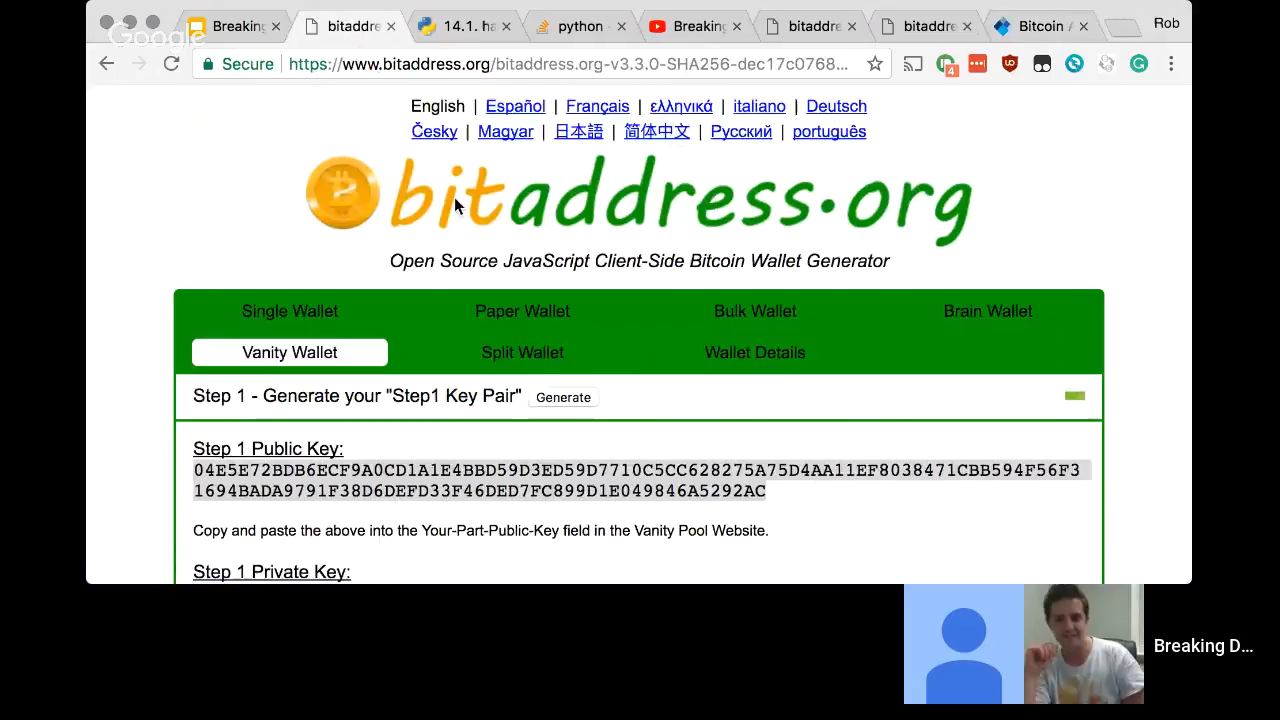 Google
Breaking
bitaddre
14.1. ha
python -
Breaking
bitaddre
bitaddre
Bitcoin A
Rob
Secure
https://www.bitaddress.org/bitaddress.org-v3.3.0-SHA256-dec17c0768...
4
English | Español | Français | ελληνικά | italiano | Deutsch
Česky | Magyar | 日本語 | 简体中文 | Русский | português
bitaddress.org
Open Source JavaScript Client-Side Bitcoin Wallet Generator
Single Wallet Paper Wallet Bulk Wallet Brain Wallet
Vanity Wallet Split Wallet Wallet Details
Step 1 - Generate your "Step1 Key Pair" Generate
Step 1 Public Key:
04E5E72BDB6ECF9A0CD1A1E4BBD59D3ED59D7710C5CC628275A75D4AA11EF8038471CBB594F56F3
1694BADA9791F38D6DEFD33F46DED7FC899D1E049846A5292AC
Copy and paste the above into the Your-Part-Public-Key field in the Vanity Pool Website.
Step 1 Private Key:
Breaking D...